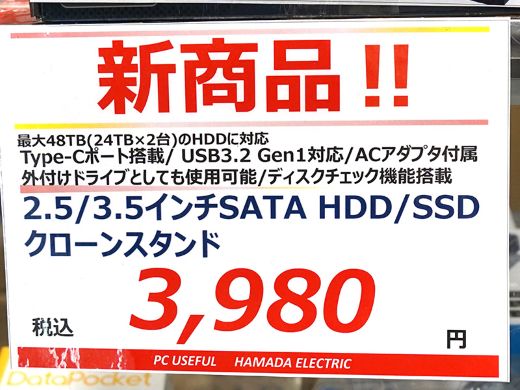 新商品!!
最大48TB(24TB×2台)のHDDに対応
Type-Cポート搭載/ USB3.2 Gen1対応/ACアダプタ付属
外付けドライブとしても使用可能/ディスクチェック機能搭載
2.5/3.5インチSATA HDD/SSD
クローンスタンド
税込 3,980 円
PC USEFUL HAMADA ELECTRIC
DataPocket